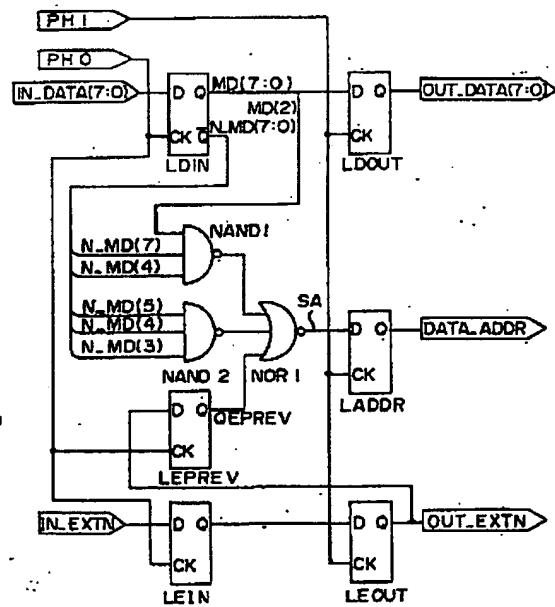 PH1
PH0
IN_DATA(7:0)
D Q
MD(7:0)
MD(2)
N_MD(7:0)
CK Q
LDIN
D Q
CK
LDOUT
OUT_DATA(7:0)
NAND1
N_MD(7)
N_MD(4)
N_MD(5)
N_MD(4)
N_MD(3)
NAND 2
NOR 1
SA
D Q
CK
LADDR
DATA_ADDR
D Q
QEPREV
CK
LEPREV
IN_EXTN
D Q
CK
LEIN
D Q
CK
LEOUT
OUT_EXTN